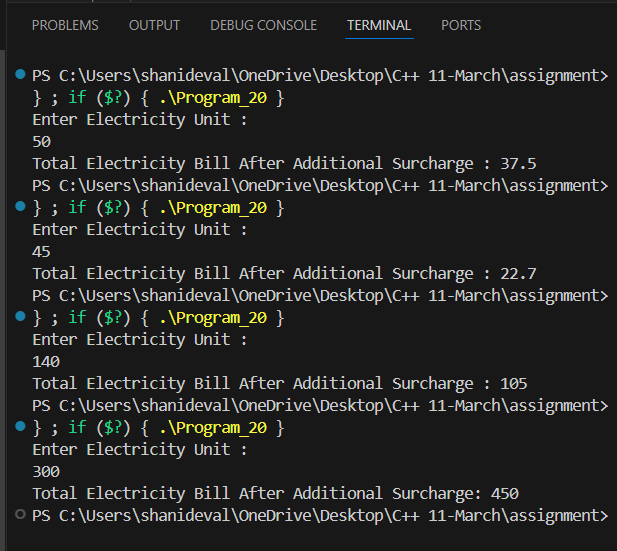 PROBLEMS OUTPUT DEBUG CONSOLE TERMINAL PORTS
PS C:\Users\shanideval\OneDrive\Desktop\C++ 11-March\assignment>
} ; if ($?) { .\Program_20 }
Enter Electricity Unit :
50
Total Electricity Bill After Additional Surcharge : 37.5
PS C:\Users\shanideval\OneDrive\Desktop\C++ 11-March\assignment>
} ; if ($?) { .\Program_20 }
Enter Electricity Unit :
45
Total Electricity Bill After Additional Surcharge : 22.7
PS C:\Users\shanideval\OneDrive\Desktop\C++ 11-March\assignment>
} ; if ($?) { .\Program_20 }
Enter Electricity Unit :
140
Total Electricity Bill After Additional Surcharge : 105
PS C:\Users\shanideval\OneDrive\Desktop\C++ 11-March\assignment>
} ; if ($?) { .\Program_20 }
Enter Electricity Unit :
300
Total Electricity Bill After Additional Surcharge: 450
PS C:\Users\shanideval\OneDrive\Desktop\C++ 11-March\assignment>